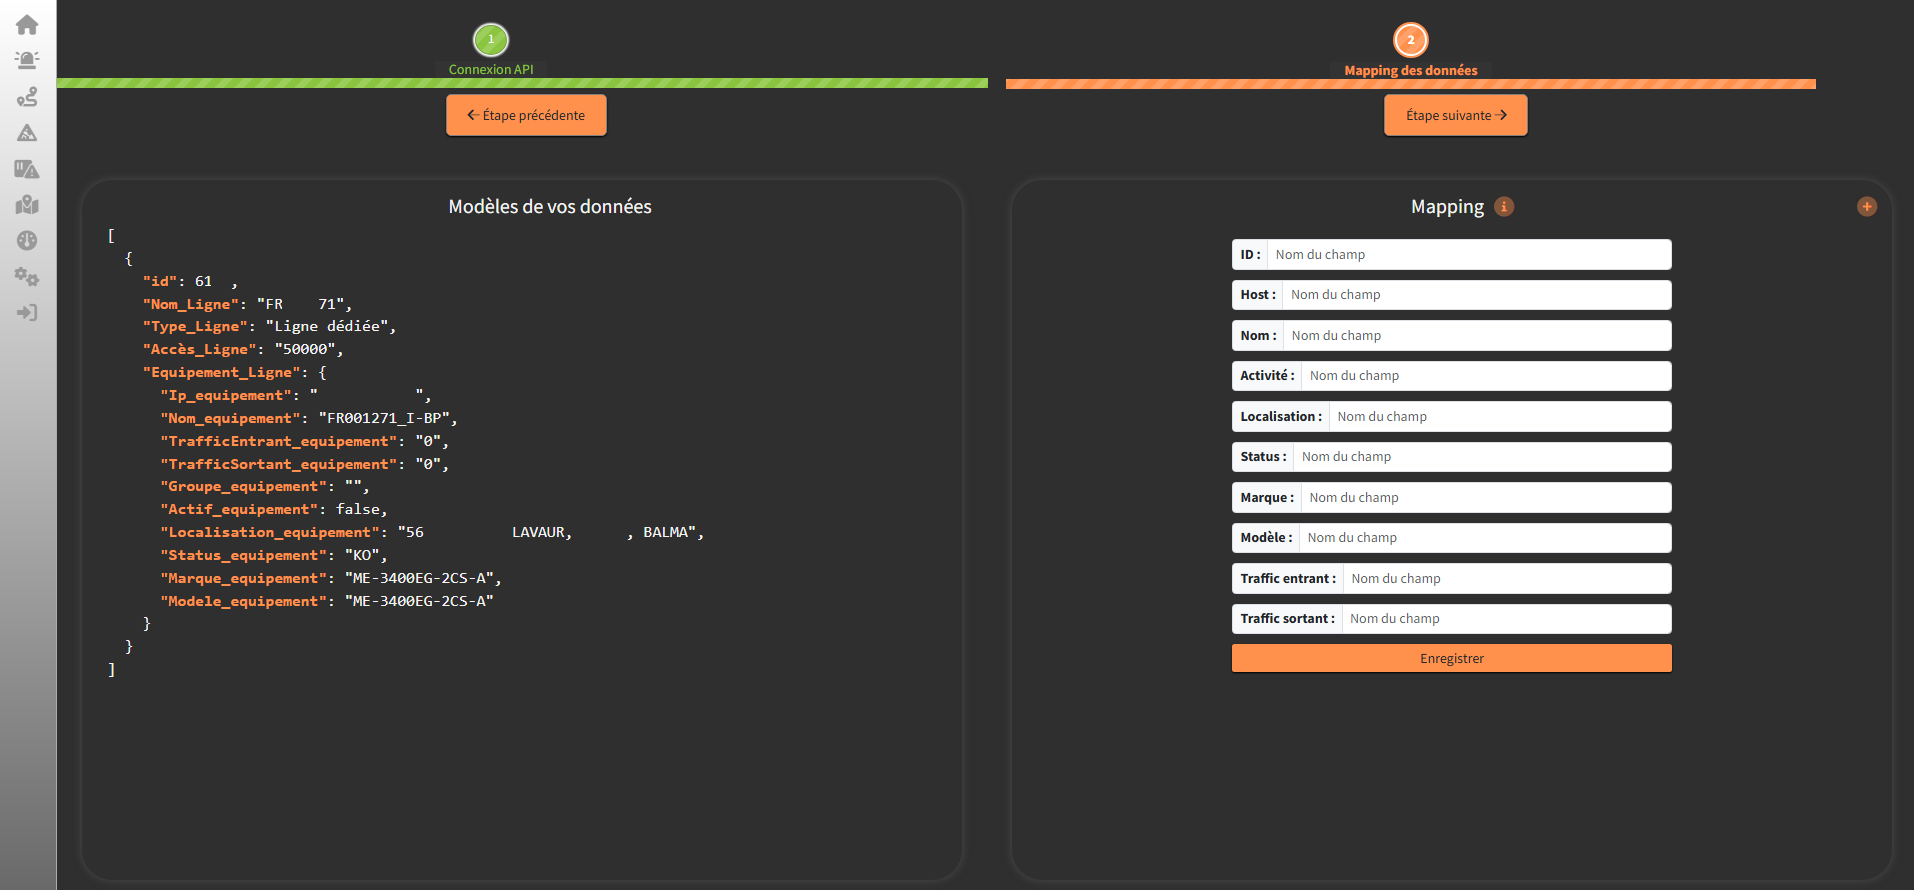 1
Connexion API
2
Mapping des données
← Étape précédente
Étape suivante →
Modèles de vos données
[
{
"id": 61 ,
"Nom_Ligne": "FR 71",
"Type_Ligne": "Ligne dédiée",
"Accès_Ligne": "50000",
"Equipement_Ligne": {
"Ip_equipement": " ",
"Nom_equipement": "FR001271_I-BP",
"TrafficEntrant_equipement": "0",
"TrafficSortant_equipement": "0",
"Groupe_equipement": "",
"Actif_equipement": false,
"Localisation_equipement": "56 LAVAUR, , BALMA",
"Status_equipement": "KO",
"Marque_equipement": "ME-3400EG-2CS-A",
"Modele_equipement": "ME-3400EG-2CS-A"
}
}
]
Mapping i
+
ID : Nom du champ
Host : Nom du champ
Nom : Nom du champ
Activité : Nom du champ
Localisation : Nom du champ
Status : Nom du champ
Marque : Nom du champ
Modèle : Nom du champ
Traffic entrant : Nom du champ
Traffic sortant : Nom du champ
Enregistrer